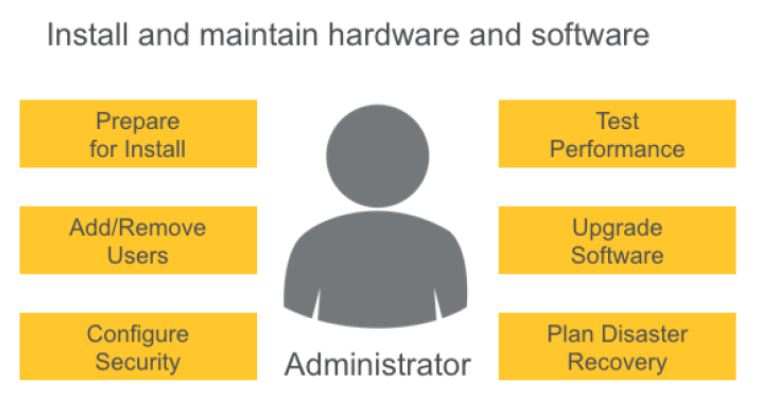 Install and maintain hardware and software
Prepare
for Install
Add/Remove
Users
Configure
Security
Administrator
Test
Performance
Upgrade
Software
Plan Disaster
Recovery